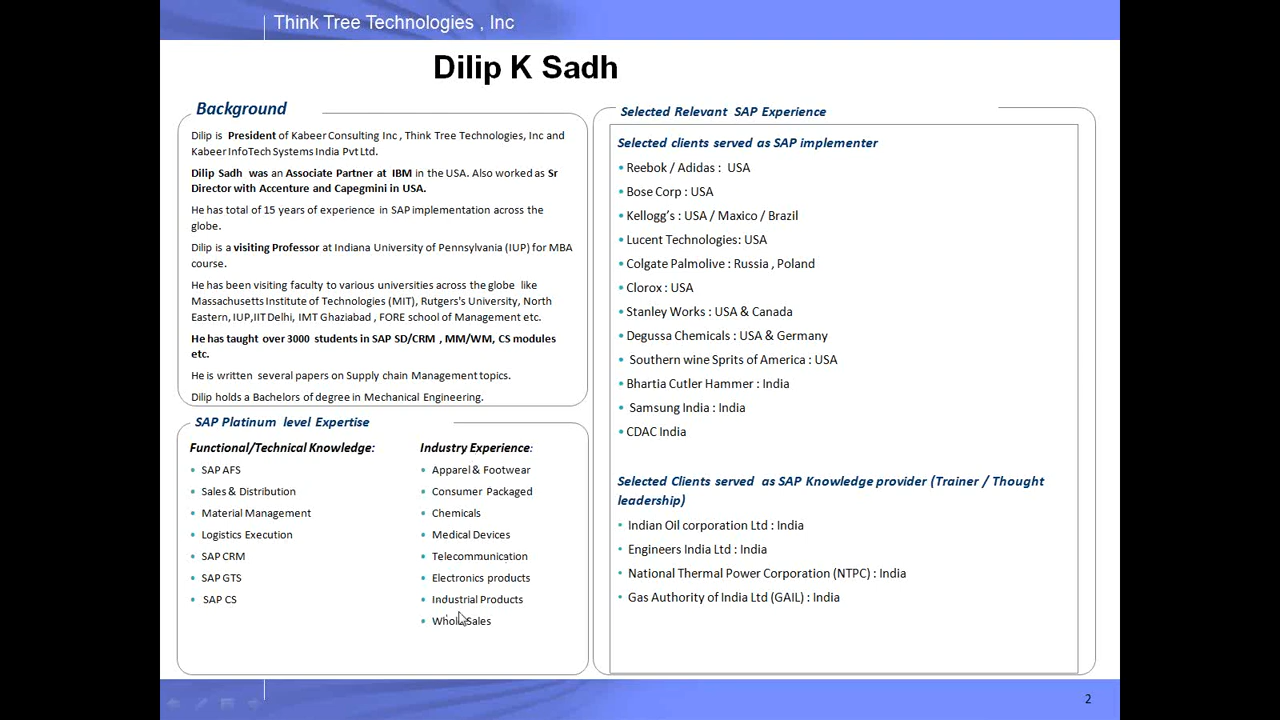 Think Tree Technologies , Inc
Dilip K Sadh
Background
Dilip is President of Kabeer Consulting Inc , Think Tree Technologies, Inc and
Kabeer InfoTech Systems India Pvt Ltd.
Dilip Sadh was an Associate Partner at IBM in the USA. Also worked as Sr
Director with Accenture and Capegmini in USA.
He has total of 15 years of experience in SAP implementation across the
globe.
Dilip is a visiting Professor at Indiana University of Pennsylvania (IUP) for MBA
course.
He has been visiting faculty to various universities across the globe like
Massachusetts Institute of Technologies (MIT), Rutgers's University, North
Eastern, IUP,IIT Delhi, IMT Ghaziabad , FORE school of Management etc.
He has taught over 3000 students in SAP SD/CRM , MM/WM, CS modules
etc.
He is written several papers on Supply chain Management topics.
Dilip holds a Bachelors of degree in Mechanical Engineering.
SAP Platinum level Expertise
Functional/Technical Knowledge:
• SAP AFS
• Sales & Distribution
• Material Management
• Logistics Execution
• SAP CRM
• SAP GTS
• SAP CS
Industry Experience:
• Apparel & Footwear
• Consumer Packaged
• Chemicals
• Medical Devices
• Telecommunication
• Electronics products
• Industrial Products
• Whole Sales
Selected Relevant SAP Experience
Selected clients served as SAP implementer
• Reebok / Adidas : USA
• Bose Corp : USA
• Kellogg's : USA / Maxico / Brazil
• Lucent Technologies: USA
• Colgate Palmolive : Russia , Poland
• Clorox : USA
• Stanley Works : USA & Canada
• Degussa Chemicals : USA & Germany
• Southern wine Sprits of America : USA
• Bhartia Cutler Hammer : India
• Samsung India : India
• CDAC India
Selected Clients served as SAP Knowledge provider (Trainer / Thought
leadership)
• Indian Oil corporation Ltd : India
• Engineers India Ltd : India
• National Thermal Power Corporation (NTPC) : India
• Gas Authority of India Ltd (GAIL) : India
2